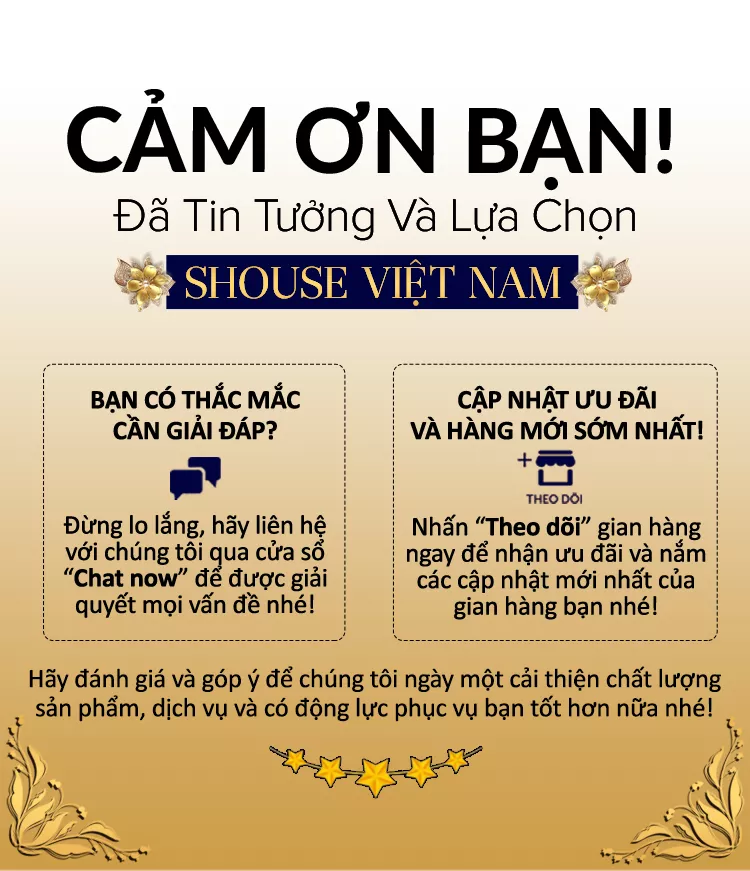 CẢM ƠN BẠN!
Đã Tin Tưởng Và Lựa Chọn
SHOUSE VIỆT NAM
BẠN CÓ THẮC MẮC
CẦN GIẢI ĐÁP?
Đừng lo lắng, hãy liên hệ
với chúng tôi qua cửa sổ
“Chat now” để được giải
quyết mọi vấn đề nhé!
CẬP NHẬT ƯU ĐÃI
VÀ HÀNG MỚI SỚM NHẤT!
THEO DÕI
Nhấn “Theo dõi” gian hàng
ngay để nhận ưu đãi và nắm
các cập nhật mới nhất của
gian hàng bạn nhé!
Hãy đánh giá và góp ý để chúng tôi ngày một cải thiện chất lượng
sản phẩm, dịch vụ và có động lực phục vụ bạn tốt hơn nữa nhé!